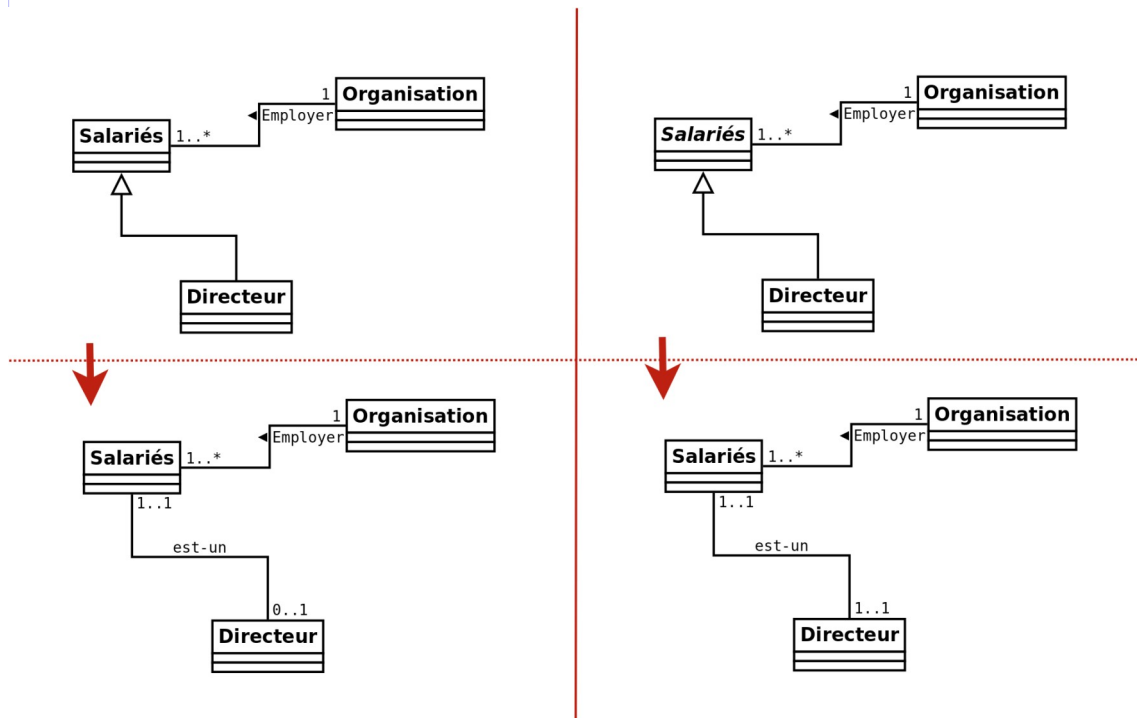 1
Organisation
Employer
Salariés
1..*
Directeur
1
Organisation
Employer
Salariés
1..*
Directeur
1
Organisation
Employer
Salariés
1..*
1..1
est-un
0..1
Directeur
1
Organisation
Employer
Salariés
1..*
1..1
est-un
1..1
Directeur